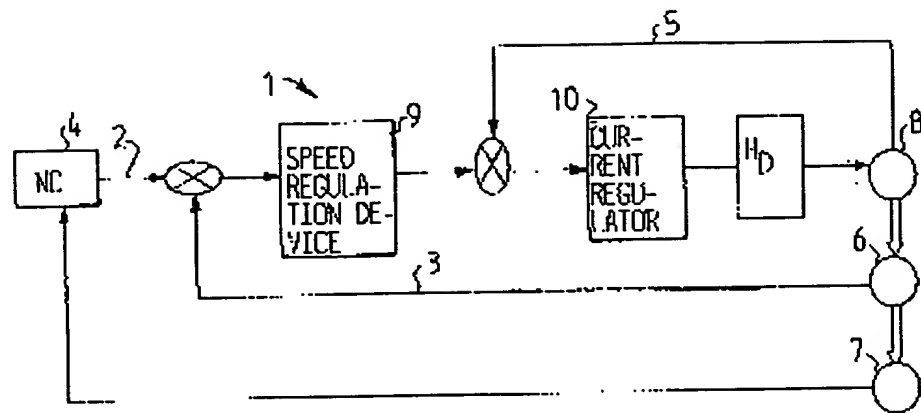 5
1
10
9
8
4
2
NC
SPEED
REGULA-
TION DE-
VICE
CUR-
RENT
REGU-
LATOR
HD
6
3
7